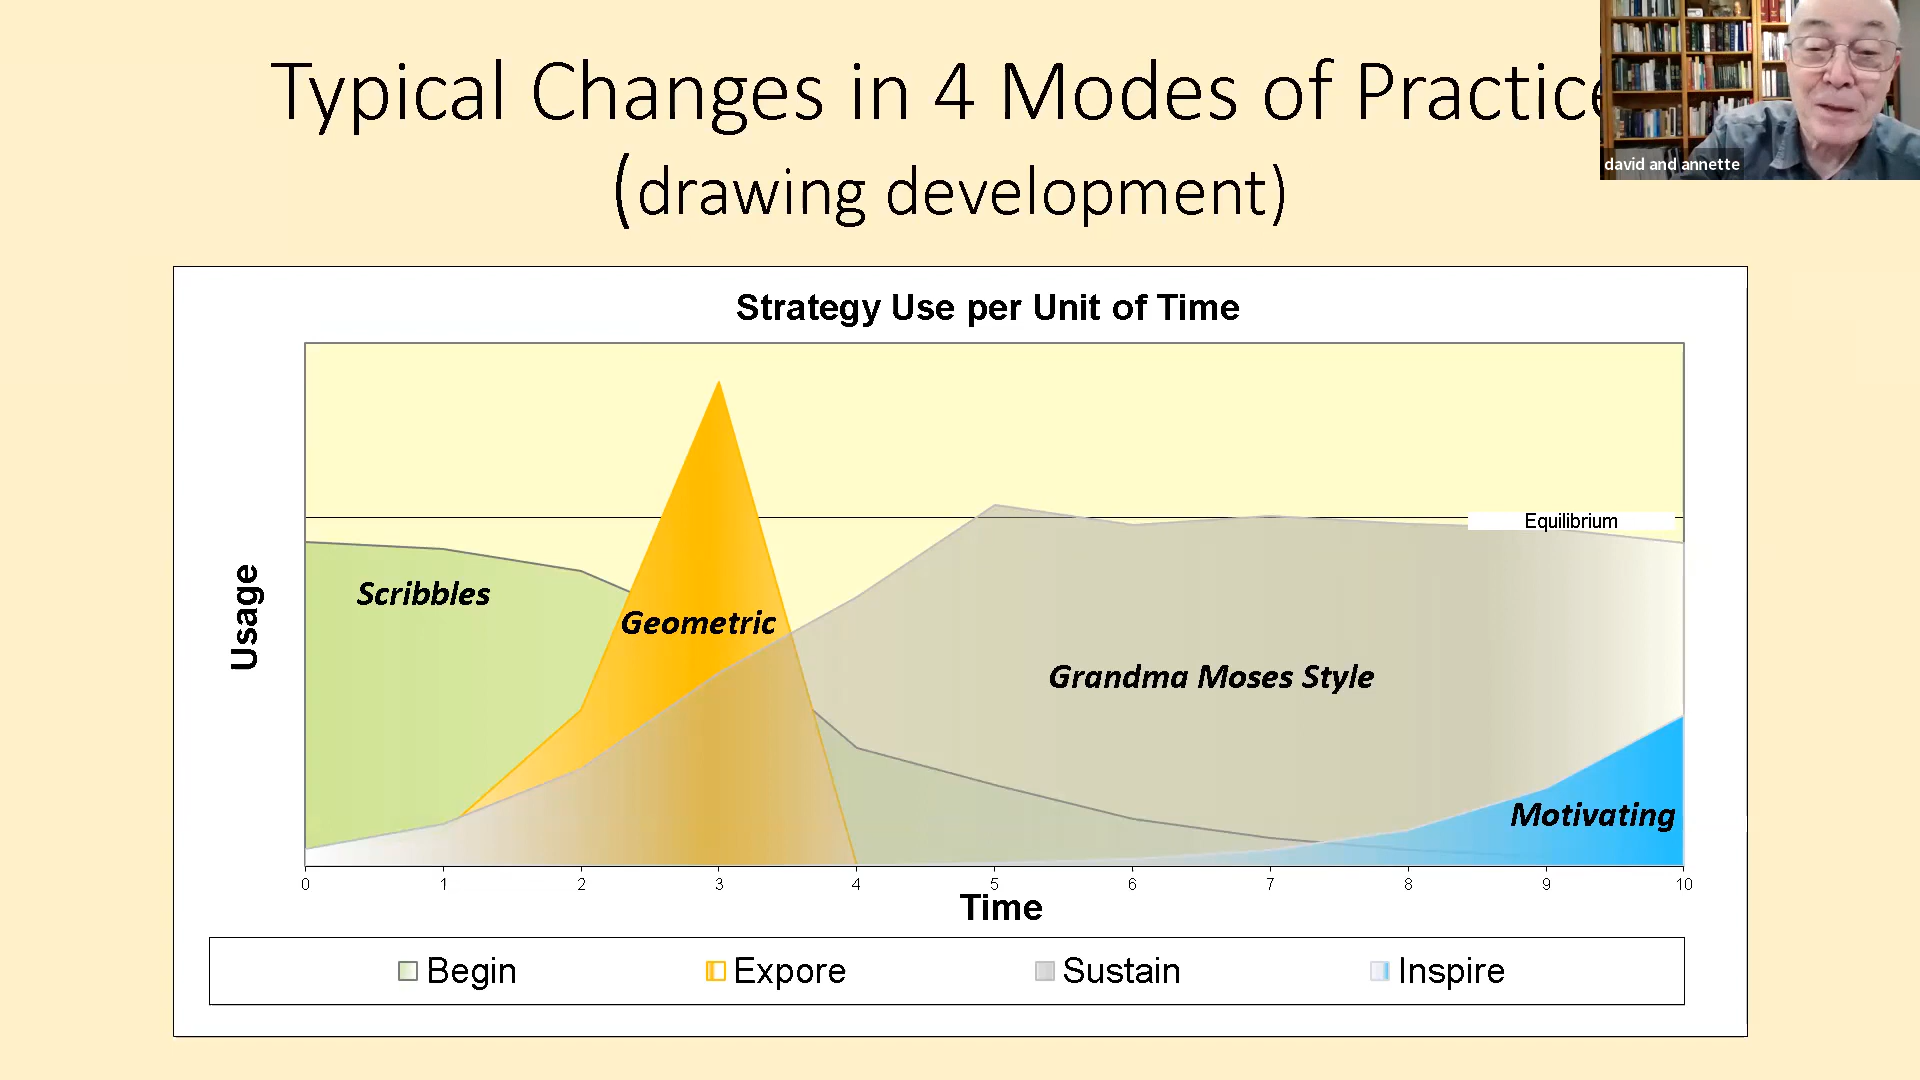 Typical Changes in 4 Modes of Practice
(drawing development)
david and annette
Strategy Use per Unit of Time
Equilibrium
Scribbles
Geometric
Grandma Moses Style
Motivating
Usage
0 1 2 3 4 5 6 7 8 9 10
Time
Begin Expore Sustain Inspire